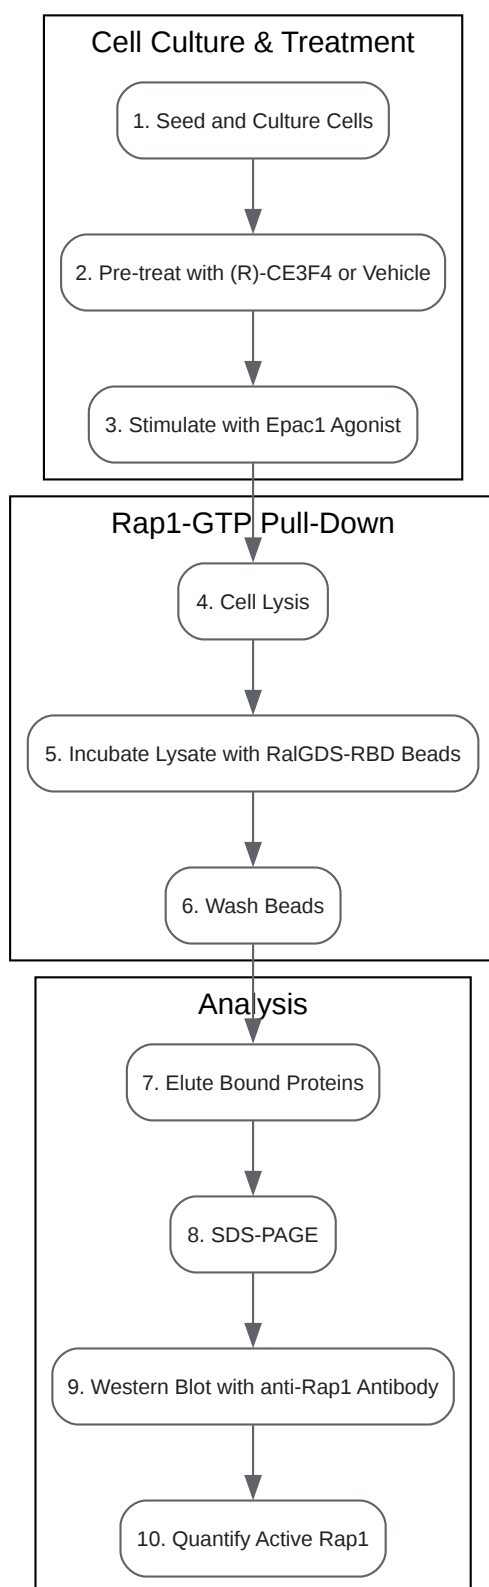 Cell Culture & Treatment
1. Seed and Culture Cells
2. Pre-treat with (R)-CE3F4 or Vehicle
3. Stimulate with Epac1 Agonist
Rap1-GTP Pull-Down
4. Cell Lysis
5. Incubate Lysate with RalGDS-RBD Beads
6. Wash Beads
Analysis
7. Elute Bound Proteins
8. SDS-PAGE
9. Western Blot with anti-Rap1 Antibody
10. Quantify Active Rap1